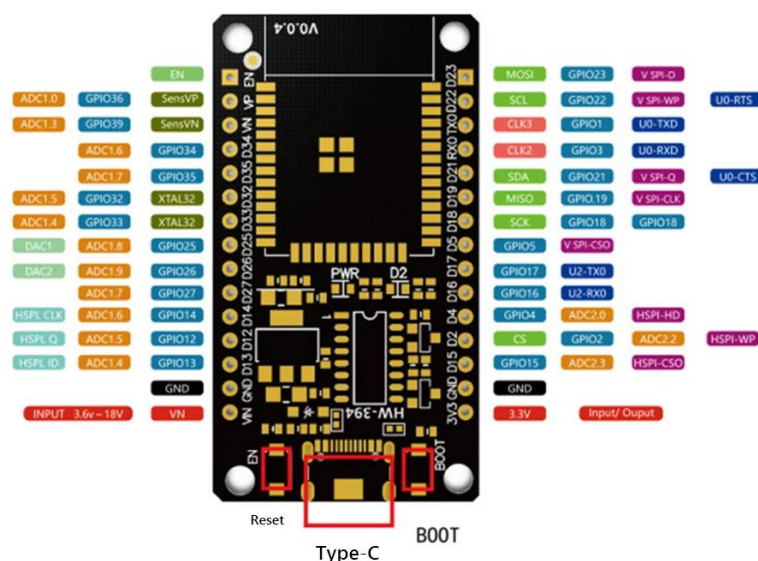 V0.0.4
EN MOSI GPIO23 V SPI-D
ADC1.0 GPIO36 SensVP SCL GPIO22 V SPI-WP U0-RTS
ADC1.3 GPIO39 SensVN CLK3 GPIO1 U0-TXD
ADC1.6 GPIO34 CLK2 GPIO3 U0-RXD
ADC1.7 GPIO35 SDA GPIO21 V SPI-Q U0-CTS
ADC1.5 GPIO32 XTAL32 MISO GPIO.19 V SPI-CLK
ADC1.4 GPIO33 XTAL32 SCK GPIO18 GPIO18
DAC1 ADC1.8 GPIO25 GPIO5 V SPI-CSO
DAC2 ADC1.9 GPIO26 GPIO17 U2-TX0
ADC1.7 GPIO27 GPIO16 U2-RX0
HSPL CLK ADC1.6 GPIO14 GPIO4 ADC2.0 HSPI-HD
HSPL Q ADC1.5 GPIO12 CS GPIO2 ADC2.2 HSPI-WP
HSPL ID ADC1.4 GPIO13 GPIO15 ADC2.3 HSPI-CSO
GND GND
INPUT 3.6v~18V VN 3.3V Input/ Ouput
EN VP VN D34 D35 D32 D33 D25 D26 D27 D14 D12 D13 GND VIN
D23 D22 TX0 RX0 D21 D19 D18 D5 D17 D16 D4 D2 D15 GND 3V3
PWR D2
1
HW-394
EN BOOT
Reset
BOOT
Type-C